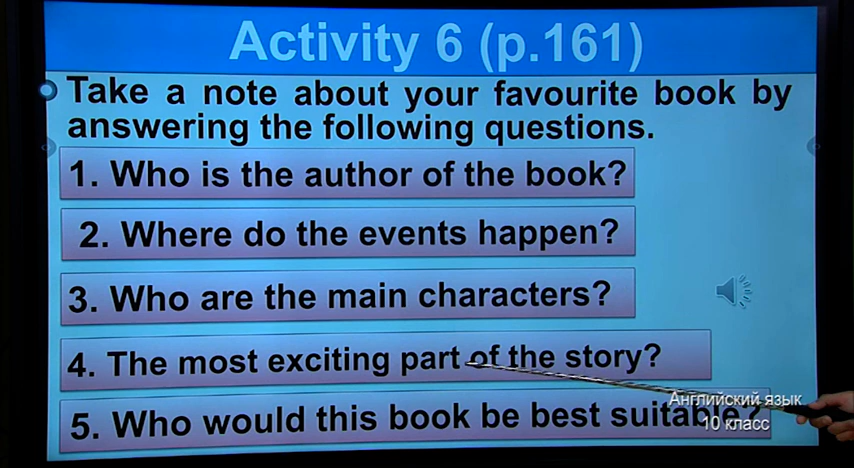 Activity 6 (p.161)
Take a note about your favourite book by
answering the following questions.
1. Who is the author of the book?
2. Where do the events happen?
3. Who are the main characters?
4. The most exciting part of the story?
5. Who would this book be best suitable?
Английский язык
10 класс